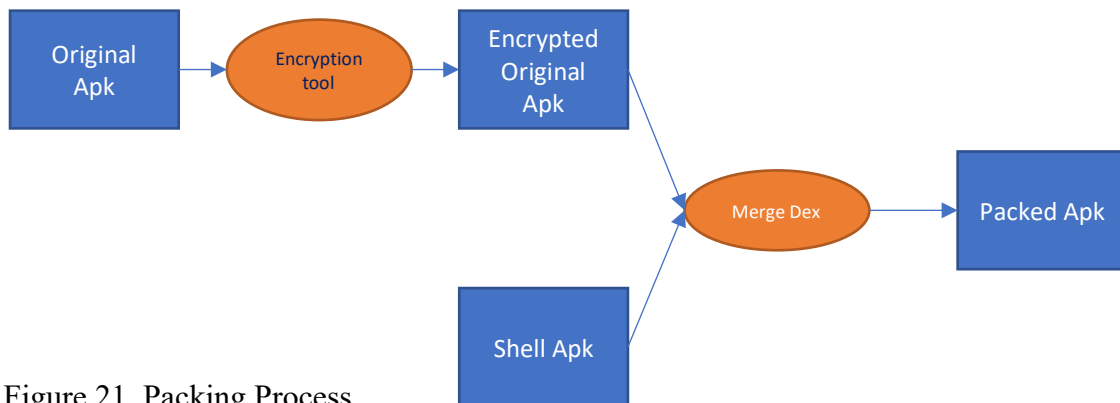 Original
Apk
Encryption
tool
Encrypted
Original
Apk
Merge Dex
Packed Apk
Shell Apk
Figure 21. Packing Process